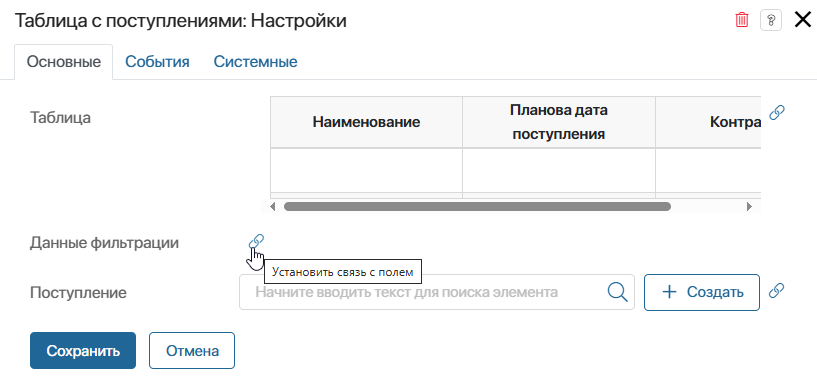 Таблица с поступлениями: Настройки
?
Основные События Системные
Таблица
Наименование
Планова дата
поступления
Контра
Данные фильтрации
Установить связь с полем
Поступление
Начните вводить текст для поиска элемента
+ Создать
Сохранить
Отмена